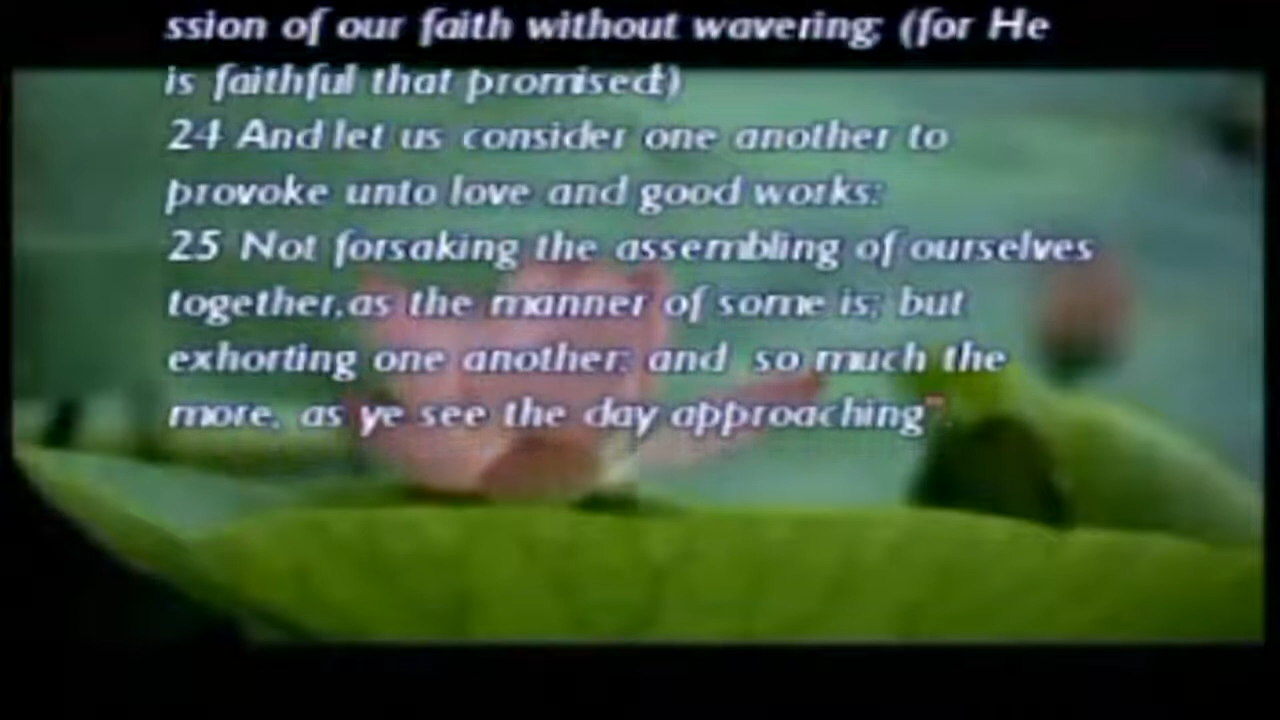 ssion of our faith without wavering; (for He
is faithful that promised;)
24 And let us consider one another to
provoke unto love and good works:
25 Not forsaking the assembling of ourselves
together,as the manner of some is; but
exhorting one another: and so much the
more, as ye see the day approaching".